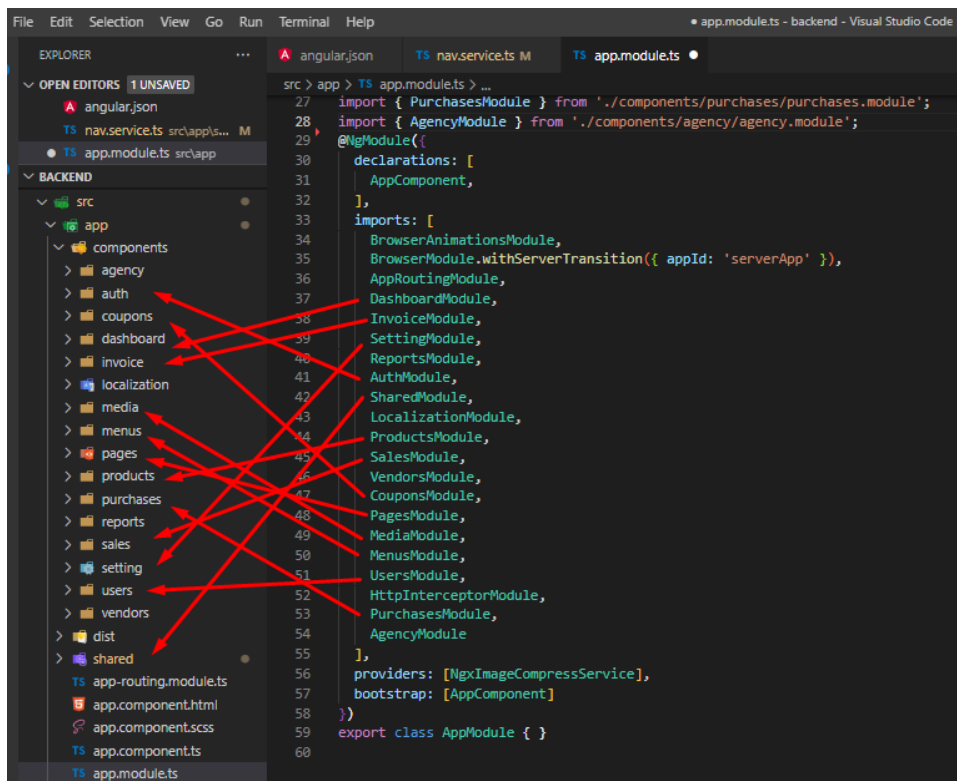 File Edit Selection View Go Run Terminal Help
● app.module.ts - backend - Visual Studio Code
EXPLORER ···
OPEN EDITORS 1 UNSAVED
angular.json
TS nav.service.ts src\app\s... M
● TS app.module.ts src\app
BACKEND
src
app
components
agency
auth
coupons
dashboard
invoice
localization
media
menus
pages
products
purchases
reports
sales
setting
users
vendors
dist
shared
TS app-routing.module.ts
app.component.html
app.component.scss
TS app.component.ts
TS app.module.ts
angular.json TS nav.service.ts M TS app.module.ts ●
src > app > TS app.module.ts > ...
27 import { PurchasesModule } from './components/purchases/purchases.module';
28 import { AgencyModule } from './components/agency/agency.module';
29 @NgModule({
30 declarations: [
31 AppComponent,
32 ],
33 imports: [
34 BrowserAnimationsModule,
35 BrowserModule.withServerTransition({ appId: 'serverApp' }),
36 AppRoutingModule,
37 DashboardModule,
38 InvoiceModule,
39 SettingModule,
40 ReportsModule,
41 AuthModule,
42 SharedModule,
43 LocalizationModule,
44 ProductsModule,
45 SalesModule,
46 VendorsModule,
47 CouponsModule,
48 PagesModule,
49 MediaModule,
50 MenusModule,
51 UsersModule,
52 HttpInterceptorModule,
53 PurchasesModule,
54 AgencyModule
55 ],
56 providers: [NgxImageCompressService],
57 bootstrap: [AppComponent]
58 })
59 export class AppModule { }
60